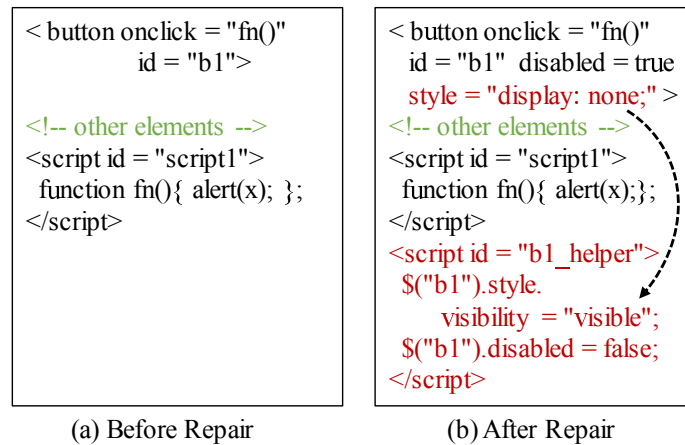 < button onclick = "fn()"
id = "b1">
<!-- other elements -->
<script id = "script1">
function fn(){ alert(x); };
</script>
(a) Before Repair
< button onclick = "fn()"
id = "b1" disabled = true
style = "display: none;" >
<!-- other elements -->
<script id = "script1">
function fn(){ alert(x);};
</script>
<script id = "b1_helper">
$("b1").style.
visibility = "visible";
$("b1").disabled = false;
</script>
(b) After Repair